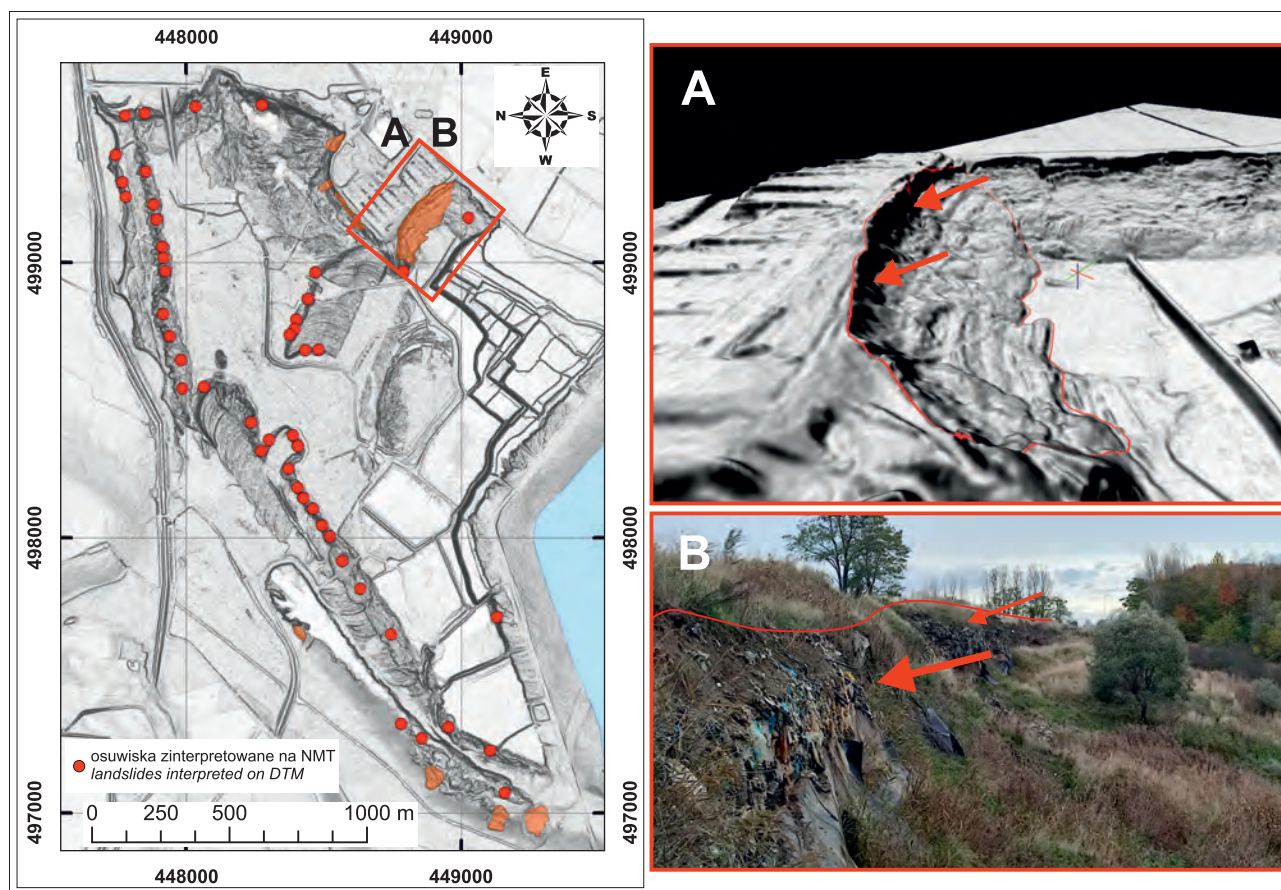 448000 449000
E
N S
W
A B
499000 499000
498000 498000
497000 497000
osuwiska zinterpretowane na NMT
landslides interpreted on DTM
0 250 500 1000 m
448000 449000
A
B